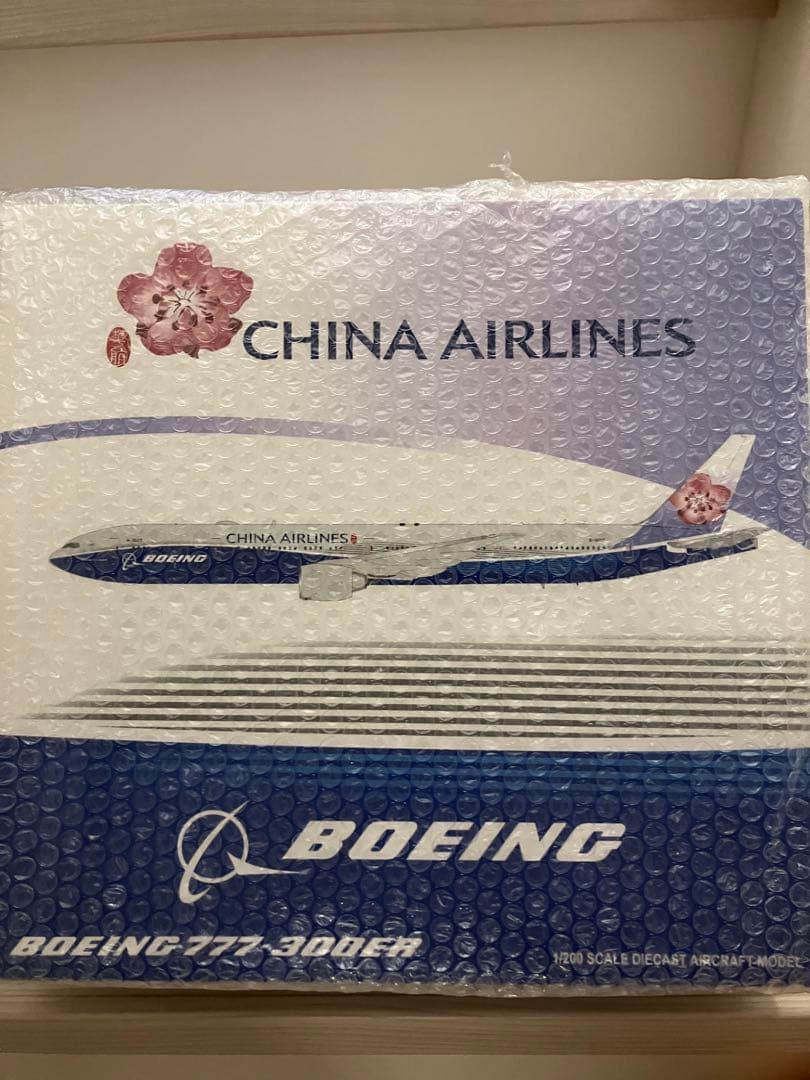 CHINA AIRLINES
CHINA AIRLINES
BOEING
BOEING
BOEING 777-300ER
1/200 SCALE DIECAST AIRCRAFT MODEL